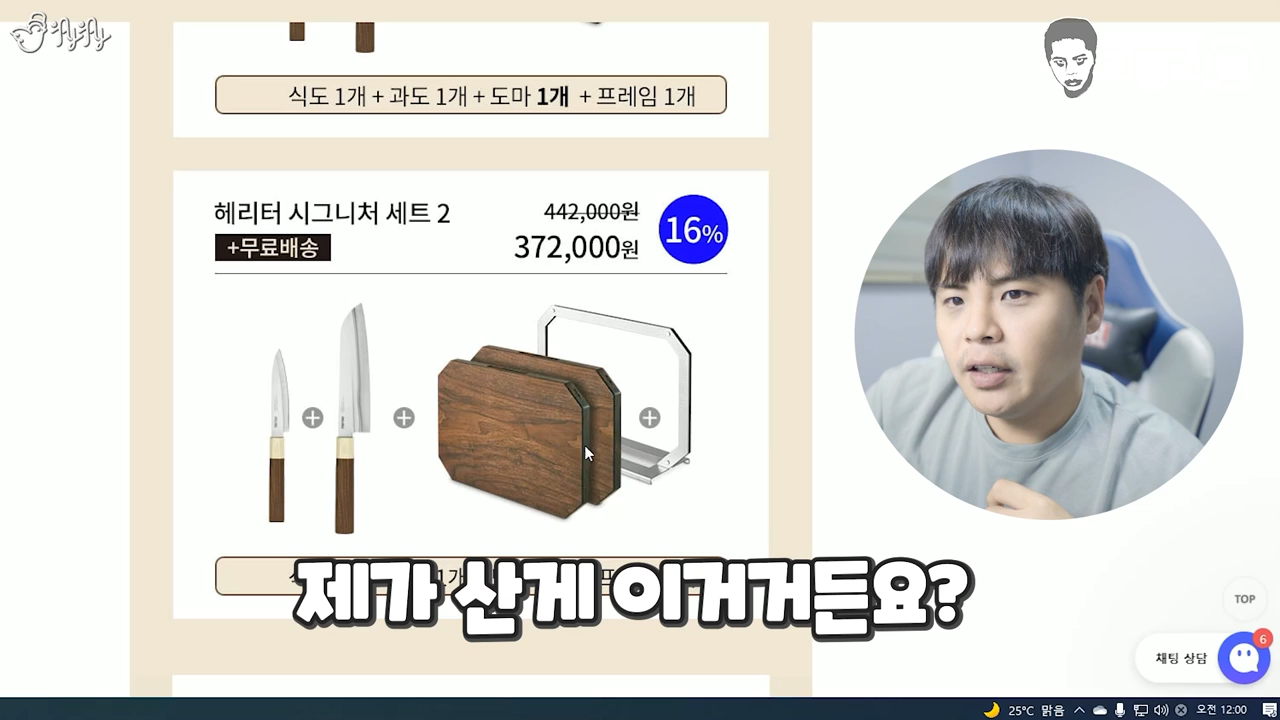 식도 1개 + 과도 1개 + 도마 1개 + 프레임 1개
헤리터 시그니처 세트 2
442,000원
16%
+무료배송
372,000원
제가 산게 이거거든요?
TOP
6
채팅 상담
25°C 맑음
오전 12:00